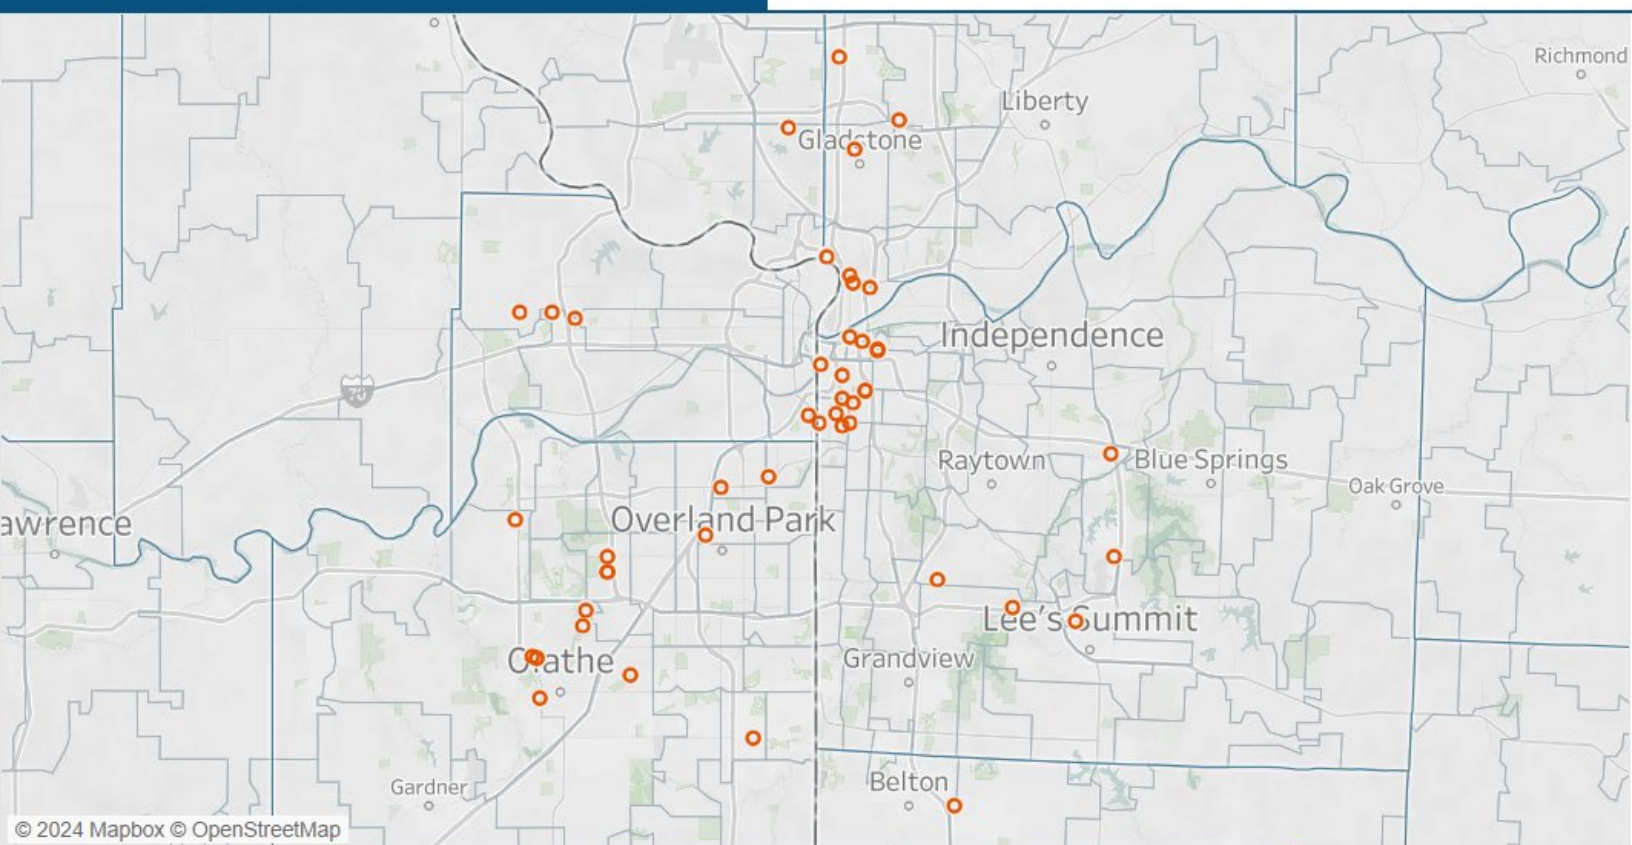 Richmond
Liberty
Gladstone
Independence
70
Raytown
Blue Springs
Oak Grove
awrence
Overland Park
Lee's Summit
Olathe
Grandview
Belton
Gardner
© 2024 Mapbox © OpenStreetMap